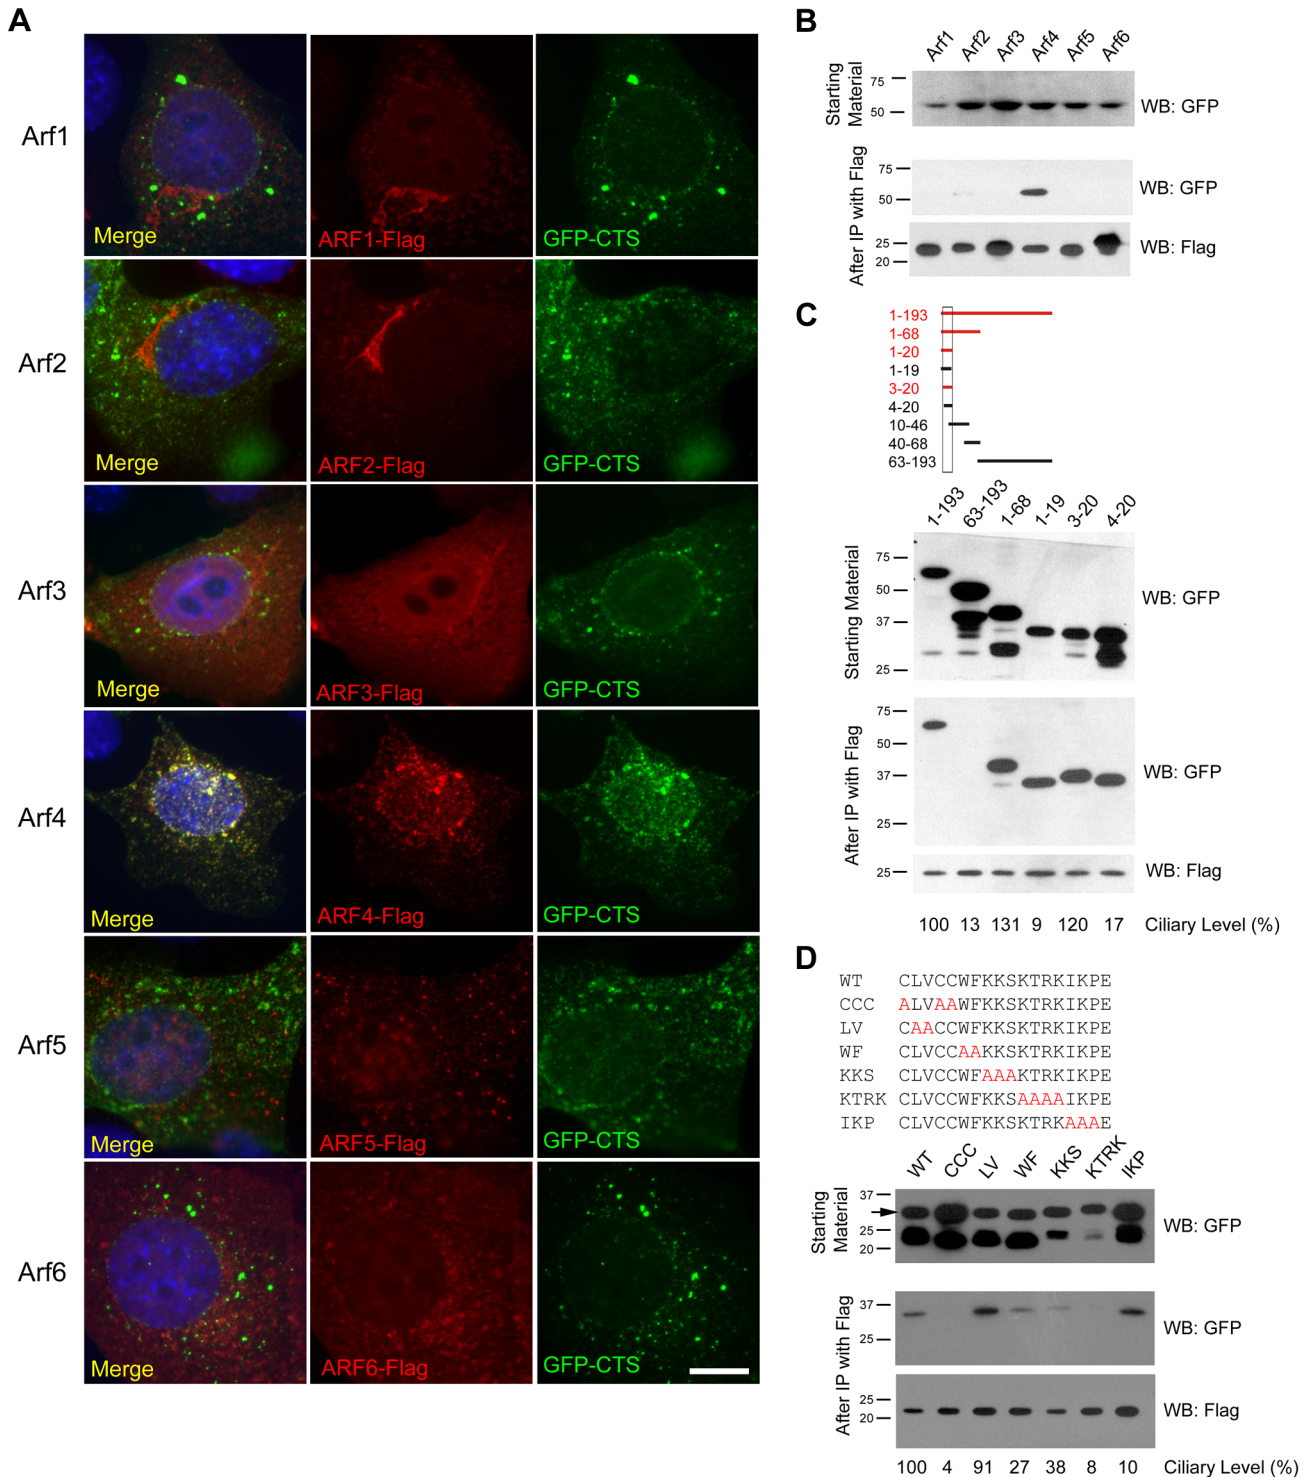 A
Arf1
Merge
ARF1-Flag
GFP-CTS
Arf2
Merge
ARF2-Flag
GFP-CTS
Arf3
Merge
ARF3-Flag
GFP-CTS
Arf4
Merge
ARF4-Flag
GFP-CTS
Arf5
Merge
ARF5-Flag
GFP-CTS
Arf6
Merge
ARF6-Flag
GFP-CTS
B
Arf1 Arf2 Arf3 Arf4 Arf5 Arf6
Starting Material
75
50
WB: GFP
After IP with Flag
75
50
WB: GFP
25
20
WB: Flag
C
1-193
1-68
1-20
1-19
3-20
4-20
10-46
40-68
63-193
1-193 63-193 1-68 1-19 3-20 4-20
Starting Material
75
50
37
25
WB: GFP
After IP with Flag
75
50
37
25
WB: GFP
25
WB: Flag
100 13 131 9 120 17 Ciliary Level (%)
D
WT CLVCCWFKKSKTRKIKPE
CCC ALVAAWFKKSKTRKIKPE
LV CAACCWFKKSKTRKIKPE
WF CLVCCAAKKSKTRKIKPE
KKS CLVCCWFAAAKTRKIKPE
KTRK CLVCCWFKKSAAAAIKPE
IKP CLVCCWFKKSKTRKAAAE
WT CCC LV WF KKS KTRK IKP
Starting Material
37
25
20
WB: GFP
After IP with Flag
37
25
WB: GFP
25
20
WB: Flag
100 4 91 27 38 8 10 Ciliary Level (%)